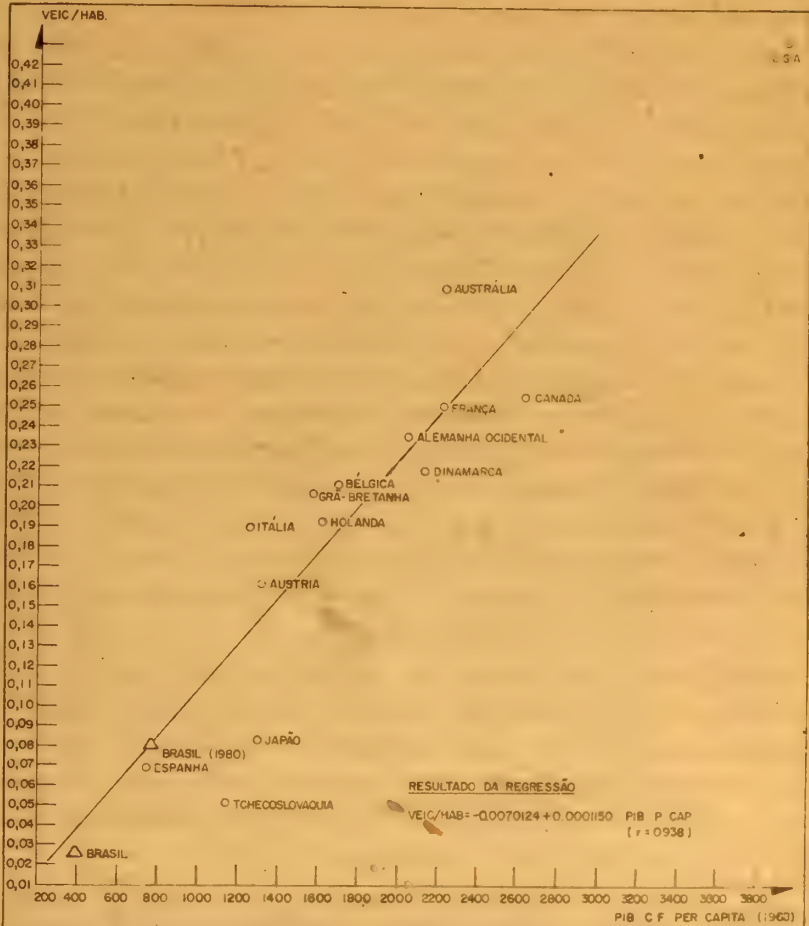 VEIC/HAB.
0,42
0,41
0,40
0,39
0,38
0,37
0,36
0,35
0,34
0,33
0,32
0,31
0,30
0,29
0,28
0,27
0,26
0,25
0,24
0,23
0,22
0,21
0,20
0,19
0,18
0,17
0,16
0,15
0,14
0,13
0,12
0,11
0,10
0,09
0,08
0,07
0,06
0,05
0,04
0,03
0,02
0,01
USA
AUSTRÁLIA
CANADA
FRANÇA
ALEMANHA OCIDENTAL
DINAMARCA
BÉLGICA
GRÃ-BRETANHA
ITÁLIA
HOLANDA
AUSTRIA
JAPÃO
BRASIL (1980)
ESPANHA
TCHECOSLOVAQUIA
BRASIL
RESULTADO DA REGRESSÃO
VEIC/HAB=-0.0070124+0.0001150 PIB P CAP
(r=0938)
200 400 600 800 1000 1200 1400 1600 1800 2000 2200 2400 2600 2800 3000 3200 3400 3600 3800
PIB C F PER CAPITA (1963)